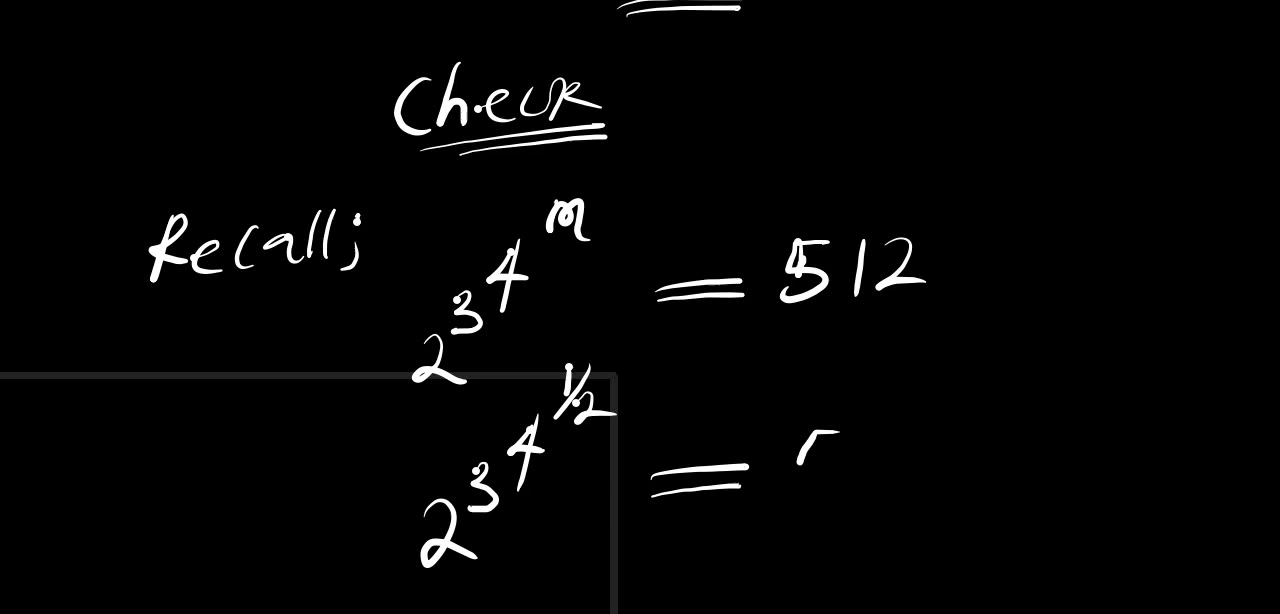 Check
Recall; 2^3^4^m = 512
2^3^4^1/2 =